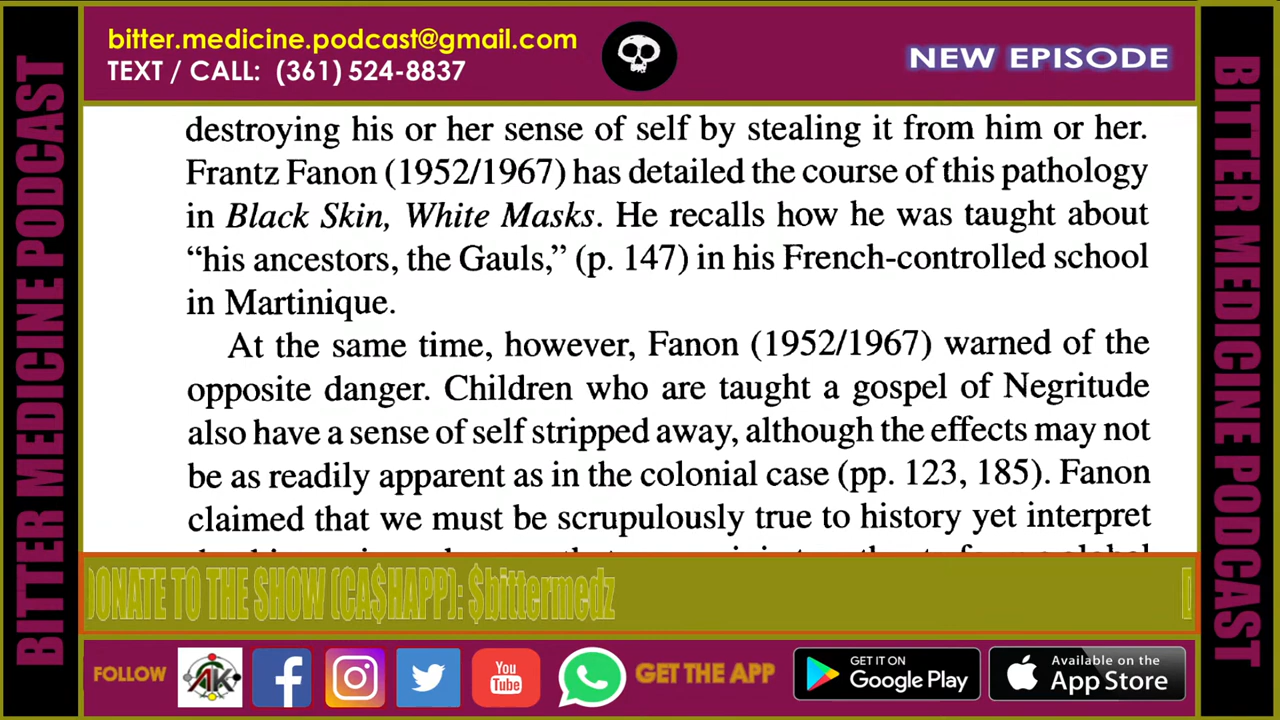 bitter.medicine.podcast@gmail.com
TEXT / CALL: (361) 524-8837
NEW EPISODE
BITTER MEDICINE PODCAST
destroying his or her sense of self by stealing it from him or her.
Frantz Fanon (1952/1967) has detailed the course of this pathology
in Black Skin, White Masks. He recalls how he was taught about
“his ancestors, the Gauls,” (p. 147) in his French-controlled school
in Martinique.
At the same time, however, Fanon (1952/1967) warned of the
opposite danger. Children who are taught a gospel of Negritude
also have a sense of self stripped away, although the effects may not
be as readily apparent as in the colonial case (pp. 123, 185). Fanon
claimed that we must be scrupulously true to history yet interpret
BITTER MEDICINE PODCAST
DONATE TO THE SHOW (CA$HAPP): $bittermedz
D
FOLLOW
You
Tube
GET THE APP
GET IT ON
Google Play
Available on the
App Store